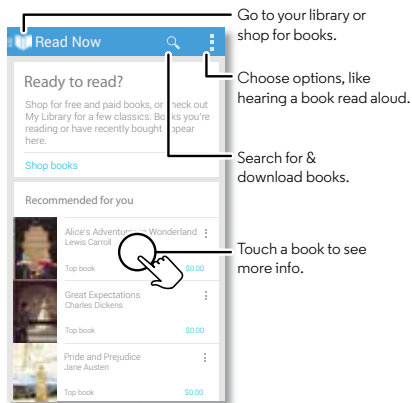 Go to your library or
shop for books.
Read Now
Choose options, like
hearing a book read aloud.
Ready to read?
Shop for free and paid books, or check out
My Library for a few classics. Books you're
reading or have recently bought appear
here.
Shop books
Search for &
download books.
Recommended for you
Alice's Adventures in Wonderland
Lewis Carroll
Top book $0.00
Touch a book to see
more info.
Great Expectations
Charles Dickens
Top book $0.00
Pride and Prejudice
Jane Austen
Top book $0.00